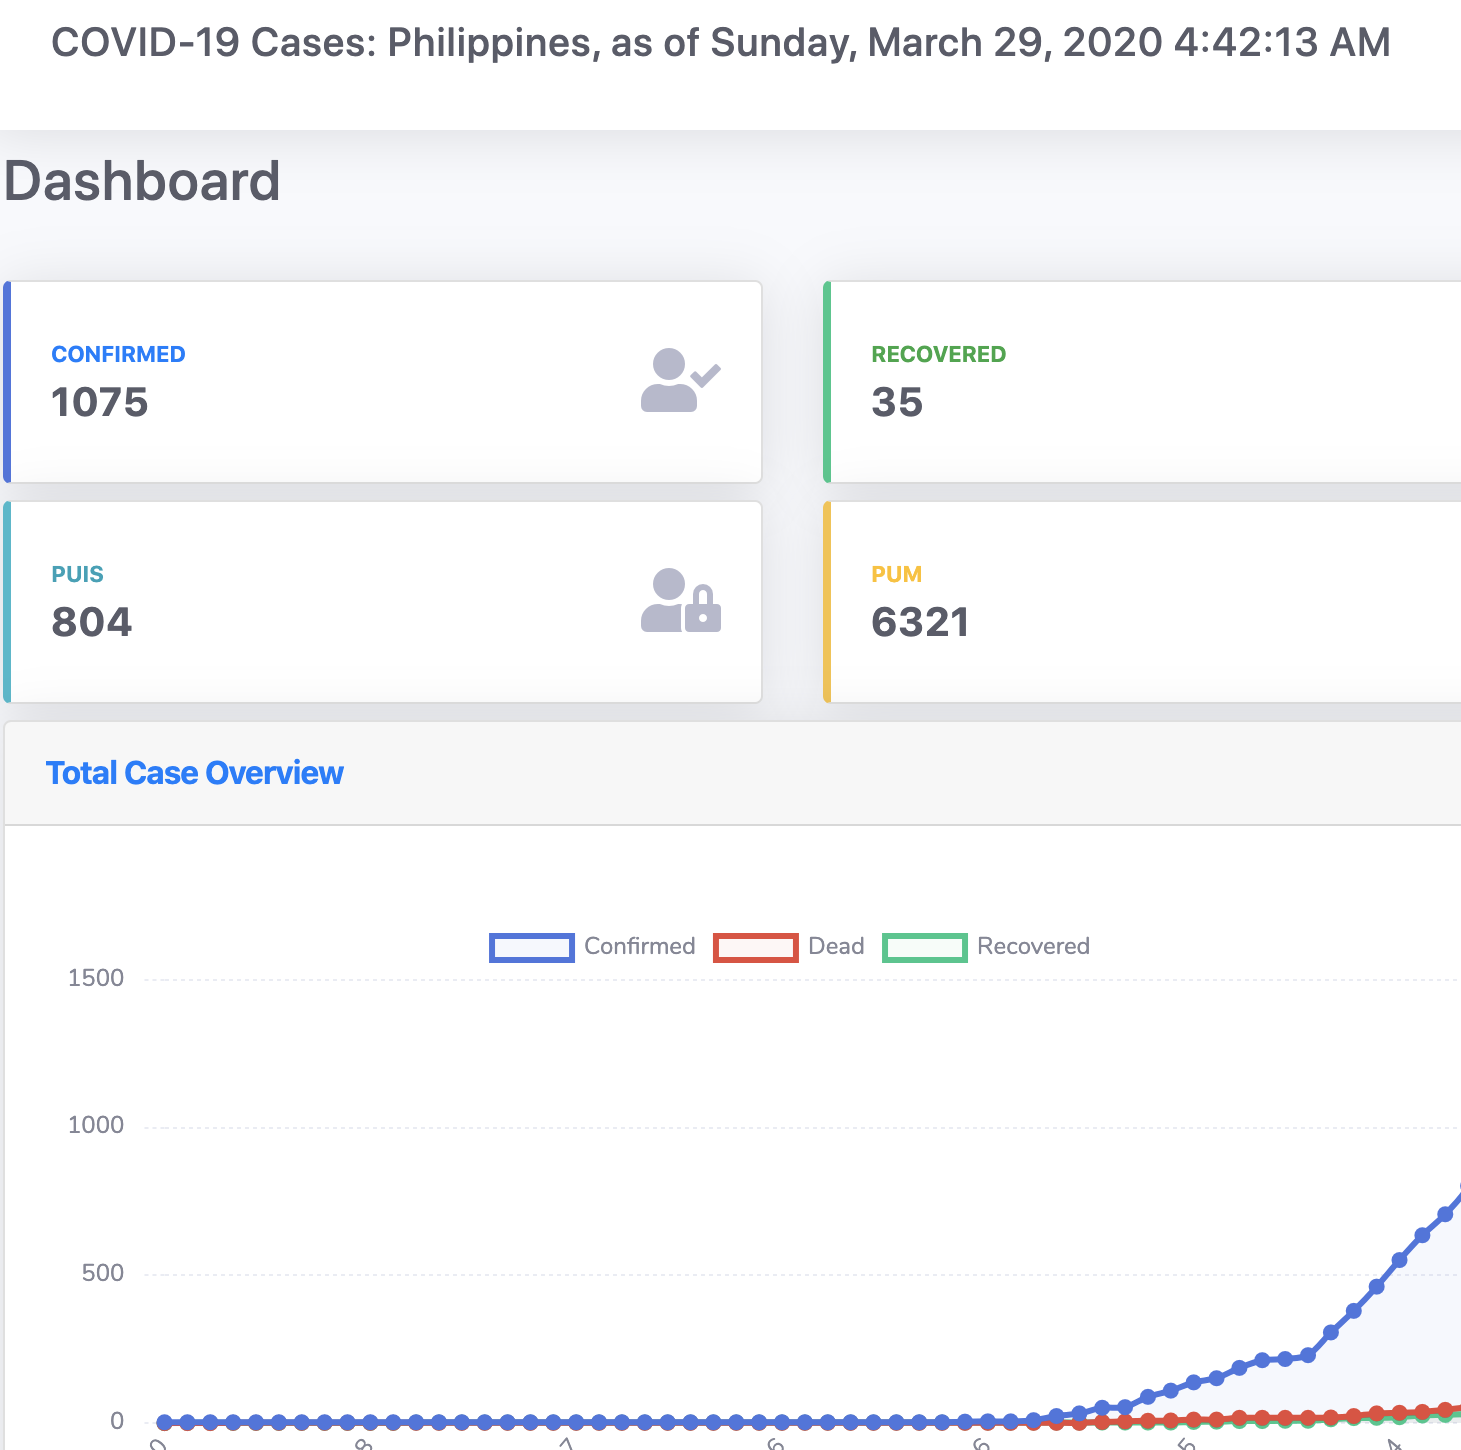 COVID-19 Cases: Philippines, as of Sunday, March 29, 2020 4:42:13 AM
Dashboard
CONFIRMED
1075
RECOVERED
35
PUIS
804
PUM
6321
Total Case Overview
Confirmed Dead Recovered
1500
1000
500
0